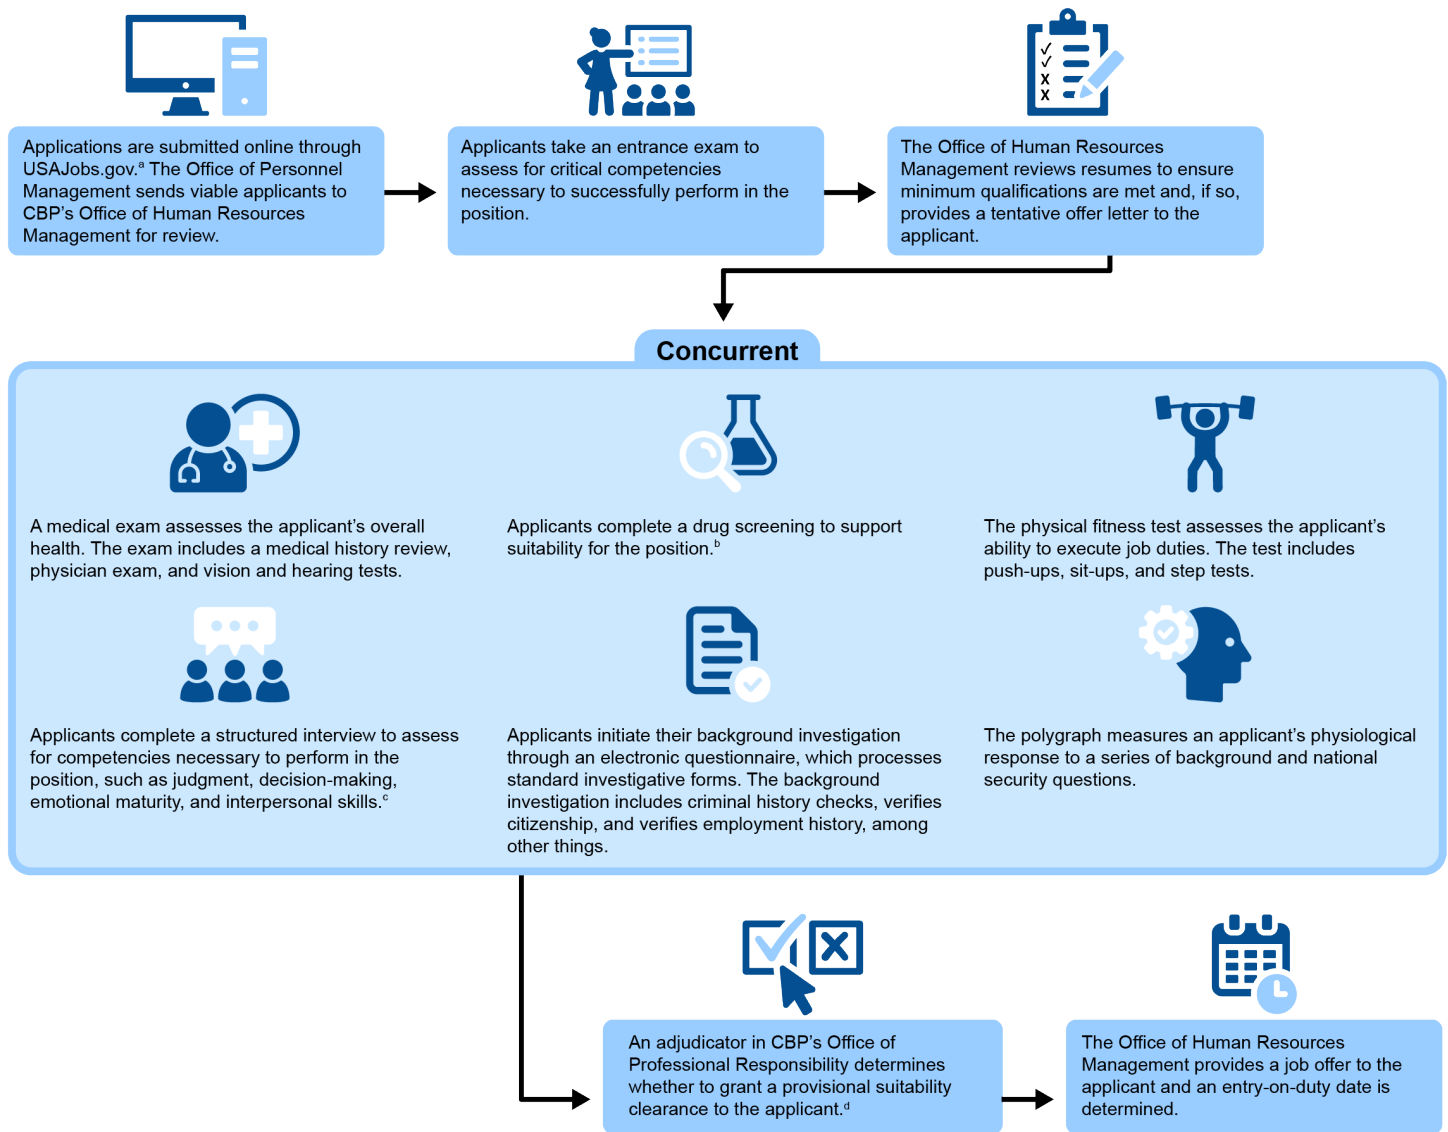 Applications are submitted online through
USAJobs.gov.ᵃ The Office of Personnel
Management sends viable applicants to
CBP's Office of Human Resources
Management for review.
Applicants take an entrance exam to
assess for critical competencies
necessary to successfully perform in the
position.
The Office of Human Resources
Management reviews resumes to ensure
minimum qualifications are met and, if so,
provides a tentative offer letter to the
applicant.
Concurrent
A medical exam assesses the applicant's overall
health. The exam includes a medical history review,
physician exam, and vision and hearing tests.
Applicants complete a drug screening to support
suitability for the position.ᵇ
The physical fitness test assesses the applicant's
ability to execute job duties. The test includes
push-ups, sit-ups, and step tests.
Applicants complete a structured interview to assess
for competencies necessary to perform in the
position, such as judgment, decision-making,
emotional maturity, and interpersonal skills.ᶜ
Applicants initiate their background investigation
through an electronic questionnaire, which processes
standard investigative forms. The background
investigation includes criminal history checks, verifies
citizenship, and verifies employment history, among
other things.
The polygraph measures an applicant's physiological
response to a series of background and national
security questions.
An adjudicator in CBP's Office of
Professional Responsibility determines
whether to grant a provisional suitability
clearance to the applicant.ᵈ
The Office of Human Resources
Management provides a job offer to the
applicant and an entry-on-duty date is
determined.